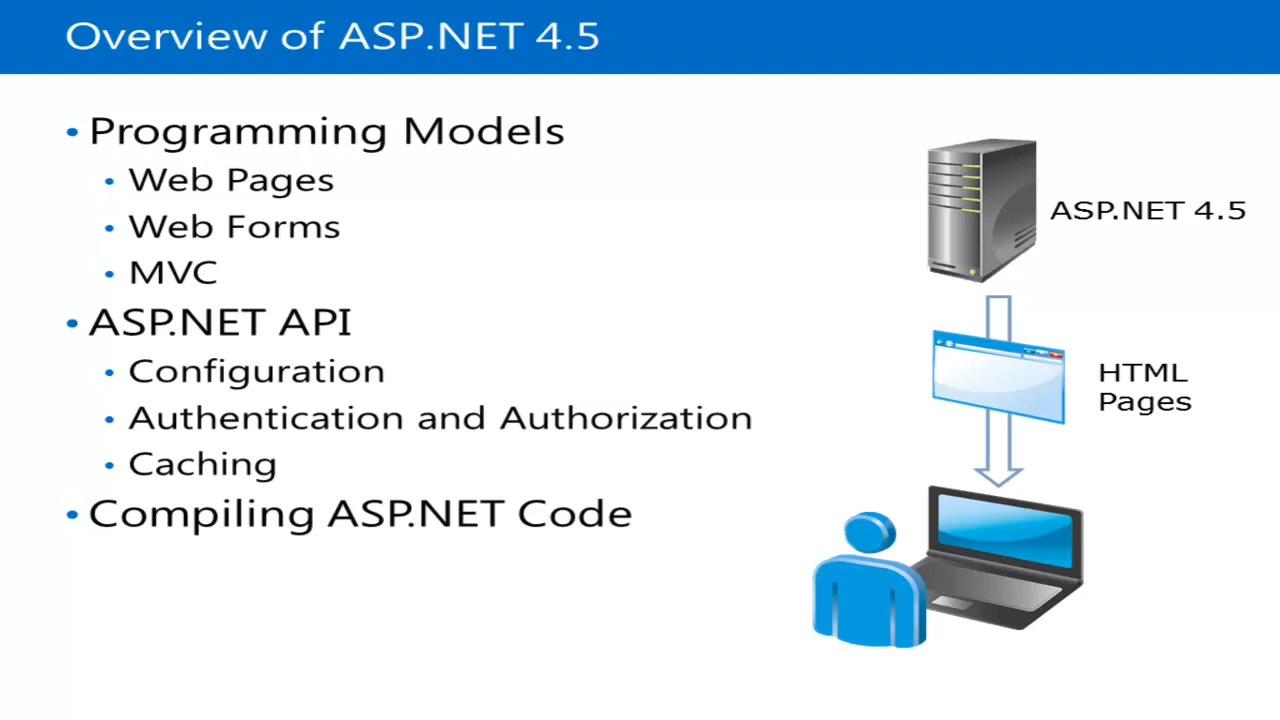 Overview of ASP.NET 4.5
• Programming Models
• Web Pages
• Web Forms
• MVC
• ASP.NET API
• Configuration
• Authentication and Authorization
• Caching
• Compiling ASP.NET Code
ASP.NET 4.5
HTML
Pages